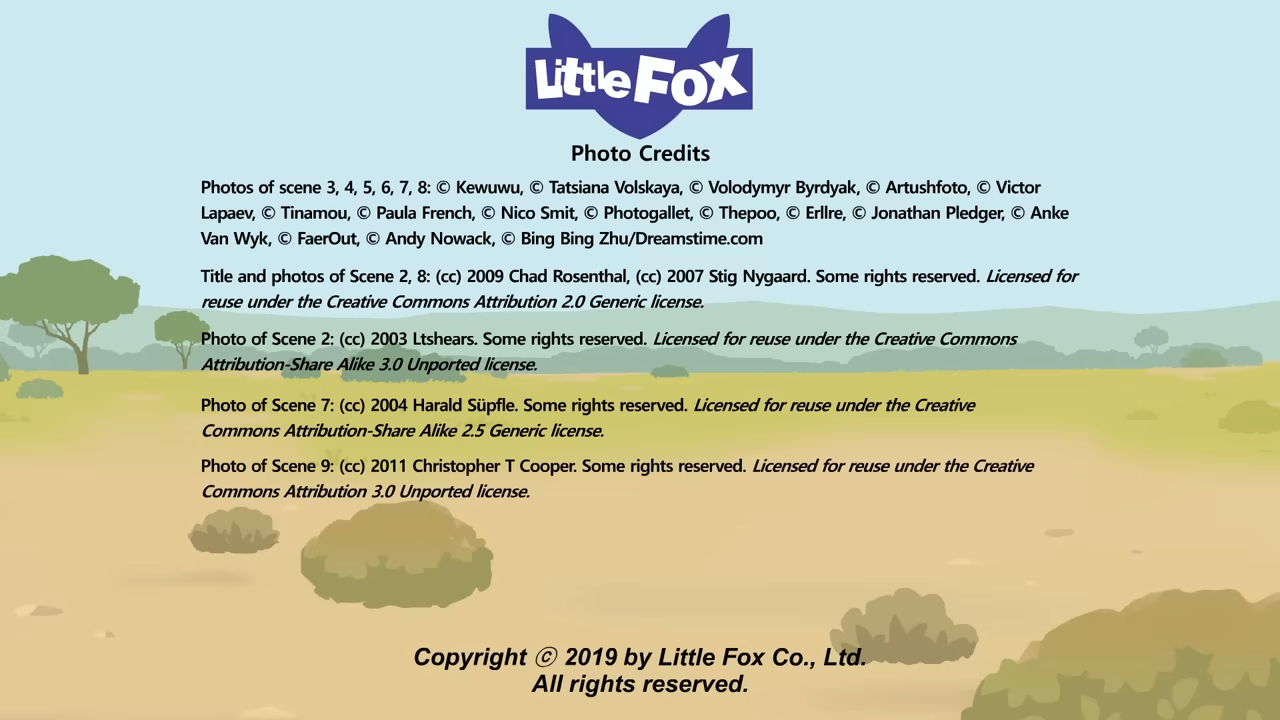 Little Fox
Photo Credits
Photos of scene 3, 4, 5, 6, 7, 8: © Kewuwu, © Tatsiana Volskaya, © Volodymyr Byrdyak, © Artushfoto, © Victor
Lapaev, © Tinamou, © Paula French, © Nico Smit, © Photogallet, © Thepoo, © Erllre, © Jonathan Pledger, © Anke
Van Wyk, © FaerOut, © Andy Nowack, © Bing Bing Zhu/Dreamstime.com
Title and photos of Scene 2, 8: (cc) 2009 Chad Rosenthal, (cc) 2007 Stig Nygaard. Some rights reserved. Licensed for
reuse under the Creative Commons Attribution 2.0 Generic license.
Photo of Scene 2: (cc) 2003 Ltshears. Some rights reserved. Licensed for reuse under the Creative Commons
Attribution-Share Alike 3.0 Unported license.
Photo of Scene 7: (cc) 2004 Harald Süpfle. Some rights reserved. Licensed for reuse under the Creative
Commons Attribution-Share Alike 2.5 Generic license.
Photo of Scene 9: (cc) 2011 Christopher T Cooper. Some rights reserved. Licensed for reuse under the Creative
Commons Attribution 3.0 Unported license.
Copyright ⓒ 2019 by Little Fox Co., Ltd.
All rights reserved.